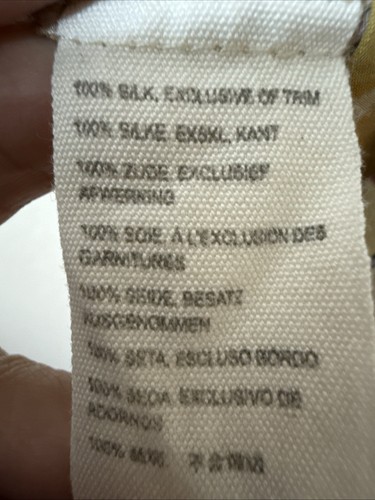 100% SILK, EXCLUSIVE OF TRIM
100% SILKE EKSKL. KANT
100% ZIJDE, EXCLUSIEF
AFWERKING
100% SOIE, À L'EXCLUSION DES
GARNITURES
100% SEIDE, BESATZ
AUSGENOMMEN
100% SETA, ESCLUSO BORDO
100% SEDA EXCLUSIVO DE
ADORNOS
100%